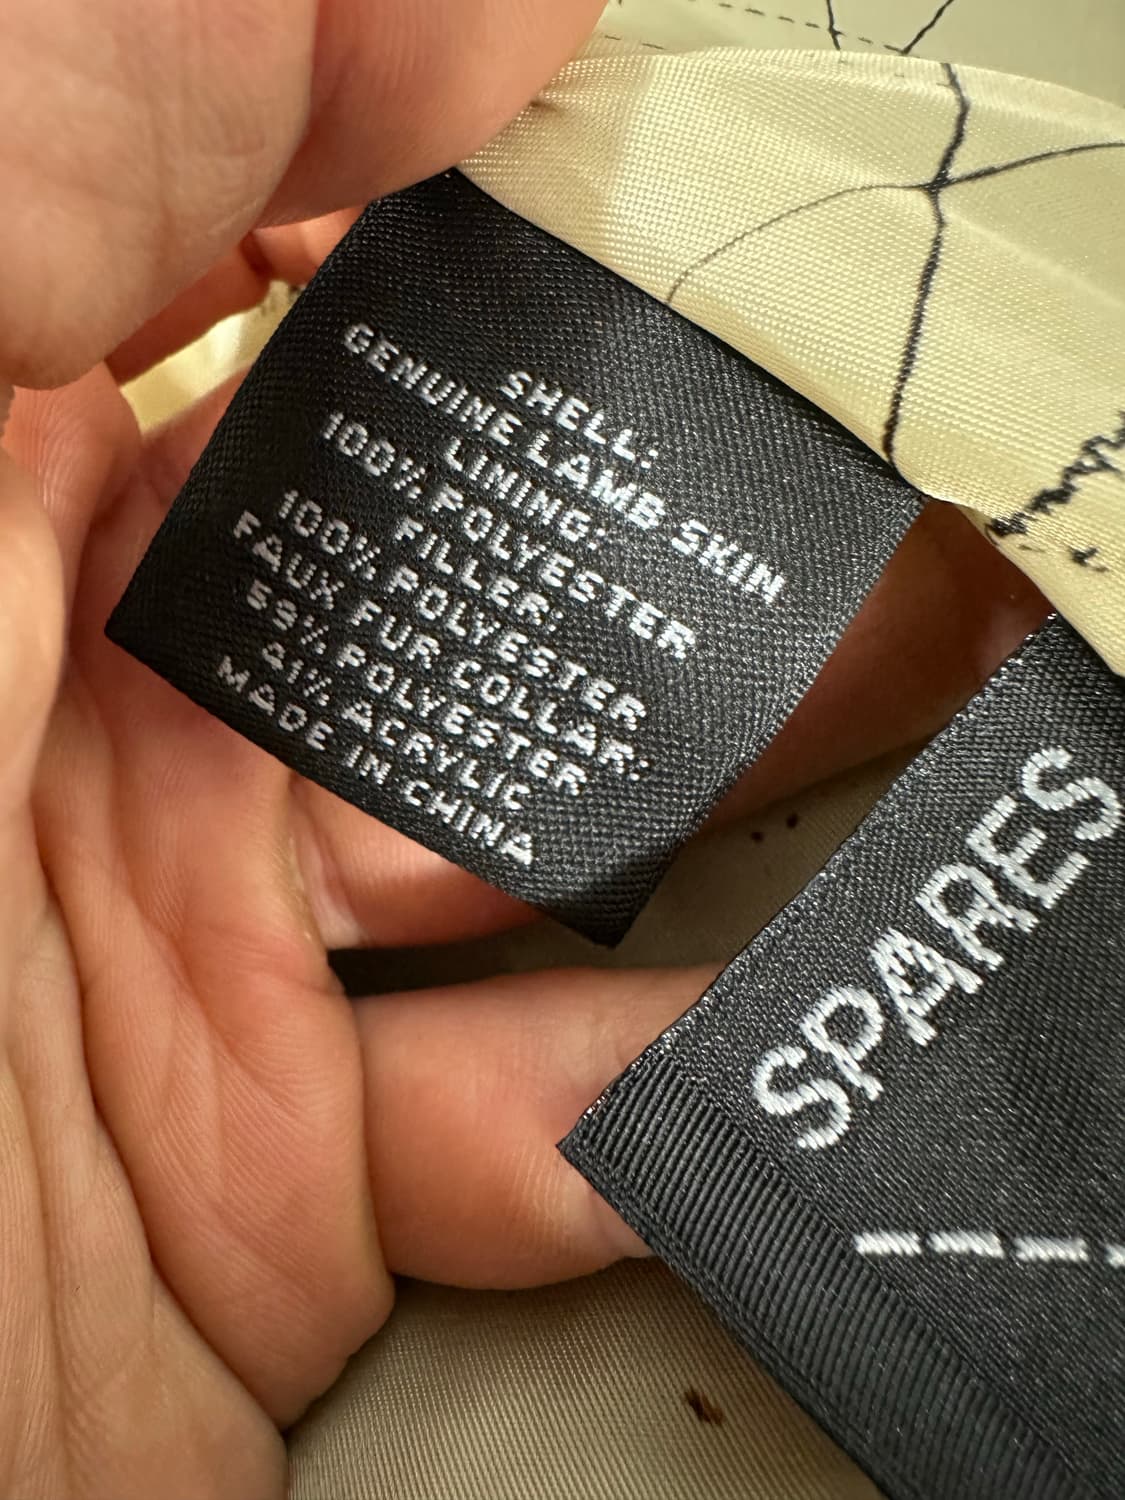 SHELL:
GENUINE LAMB SKIN
LINING:
100% POLYESTER
FILLER:
100% POLYESTER
FAUX FUR COLLAR:
59% POLYESTER
41% ACRYLIC
MADE IN CHINA
SPARES